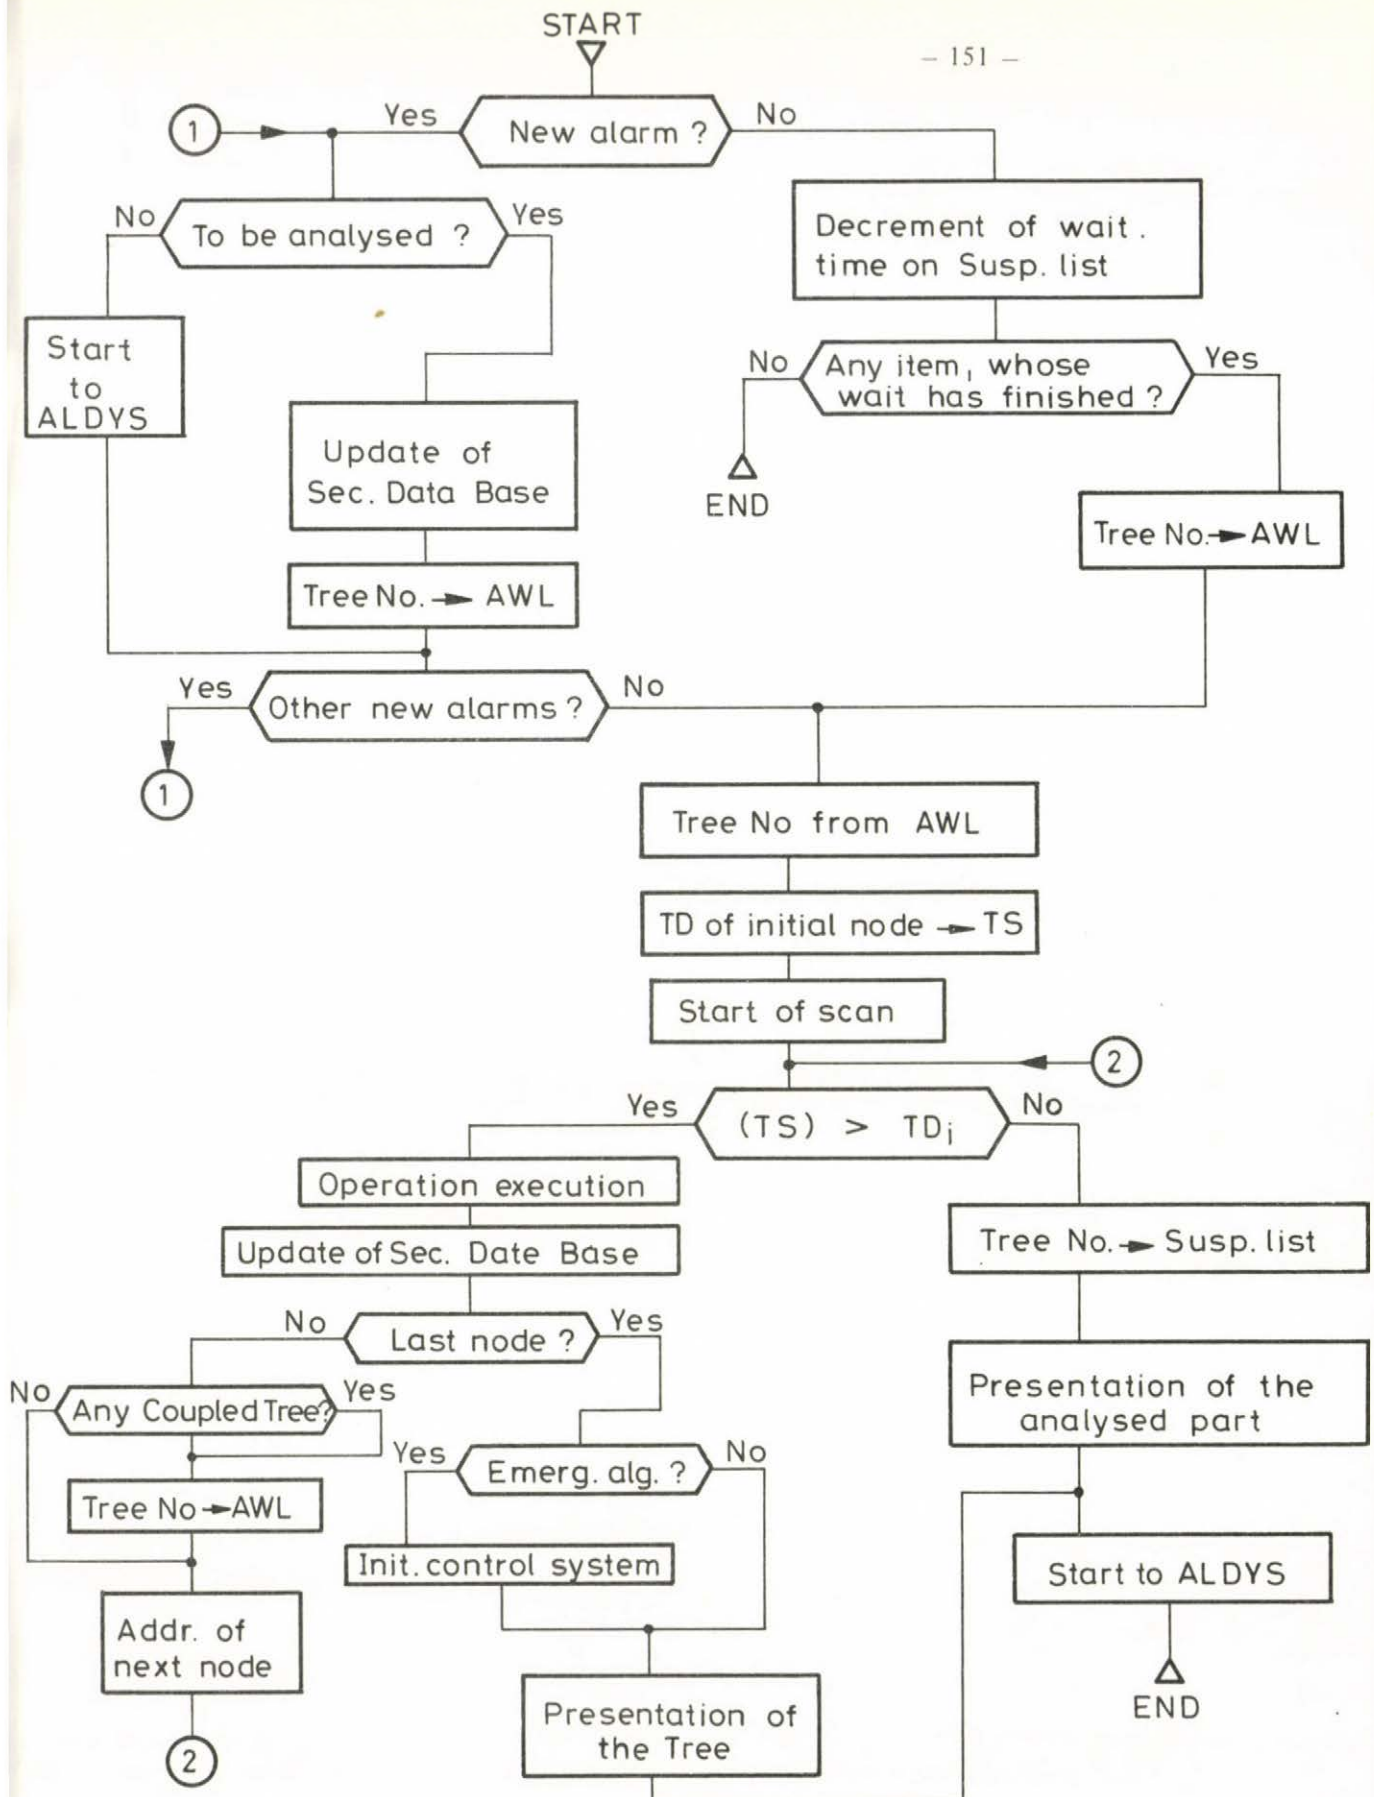 START
– 151 –
1
Yes
New alarm ?
No
No
To be analysed ?
Yes
Decrement of wait.
time on Susp. list
Start
to
ALDYS
No
Any item, whose
wait has finished ?
Yes
Update of
Sec. Data Base
END
Tree No.→ AWL
Tree No. → AWL
Yes
Other new alarms ?
No
1
Tree No from AWL
TD of initial node → TS
Start of scan
2
Yes
(TS) > TDi
No
Operation execution
Update of Sec. Date Base
Tree No. → Susp. list
No
Last node ?
Yes
No
Any Coupled Tree?
Yes
Presentation of the
analysed part
Yes
Emerg. alg. ?
No
Tree No → AWL
Init. control system
Start to ALDYS
Addr. of
next node
END
Presentation of
the Tree
2